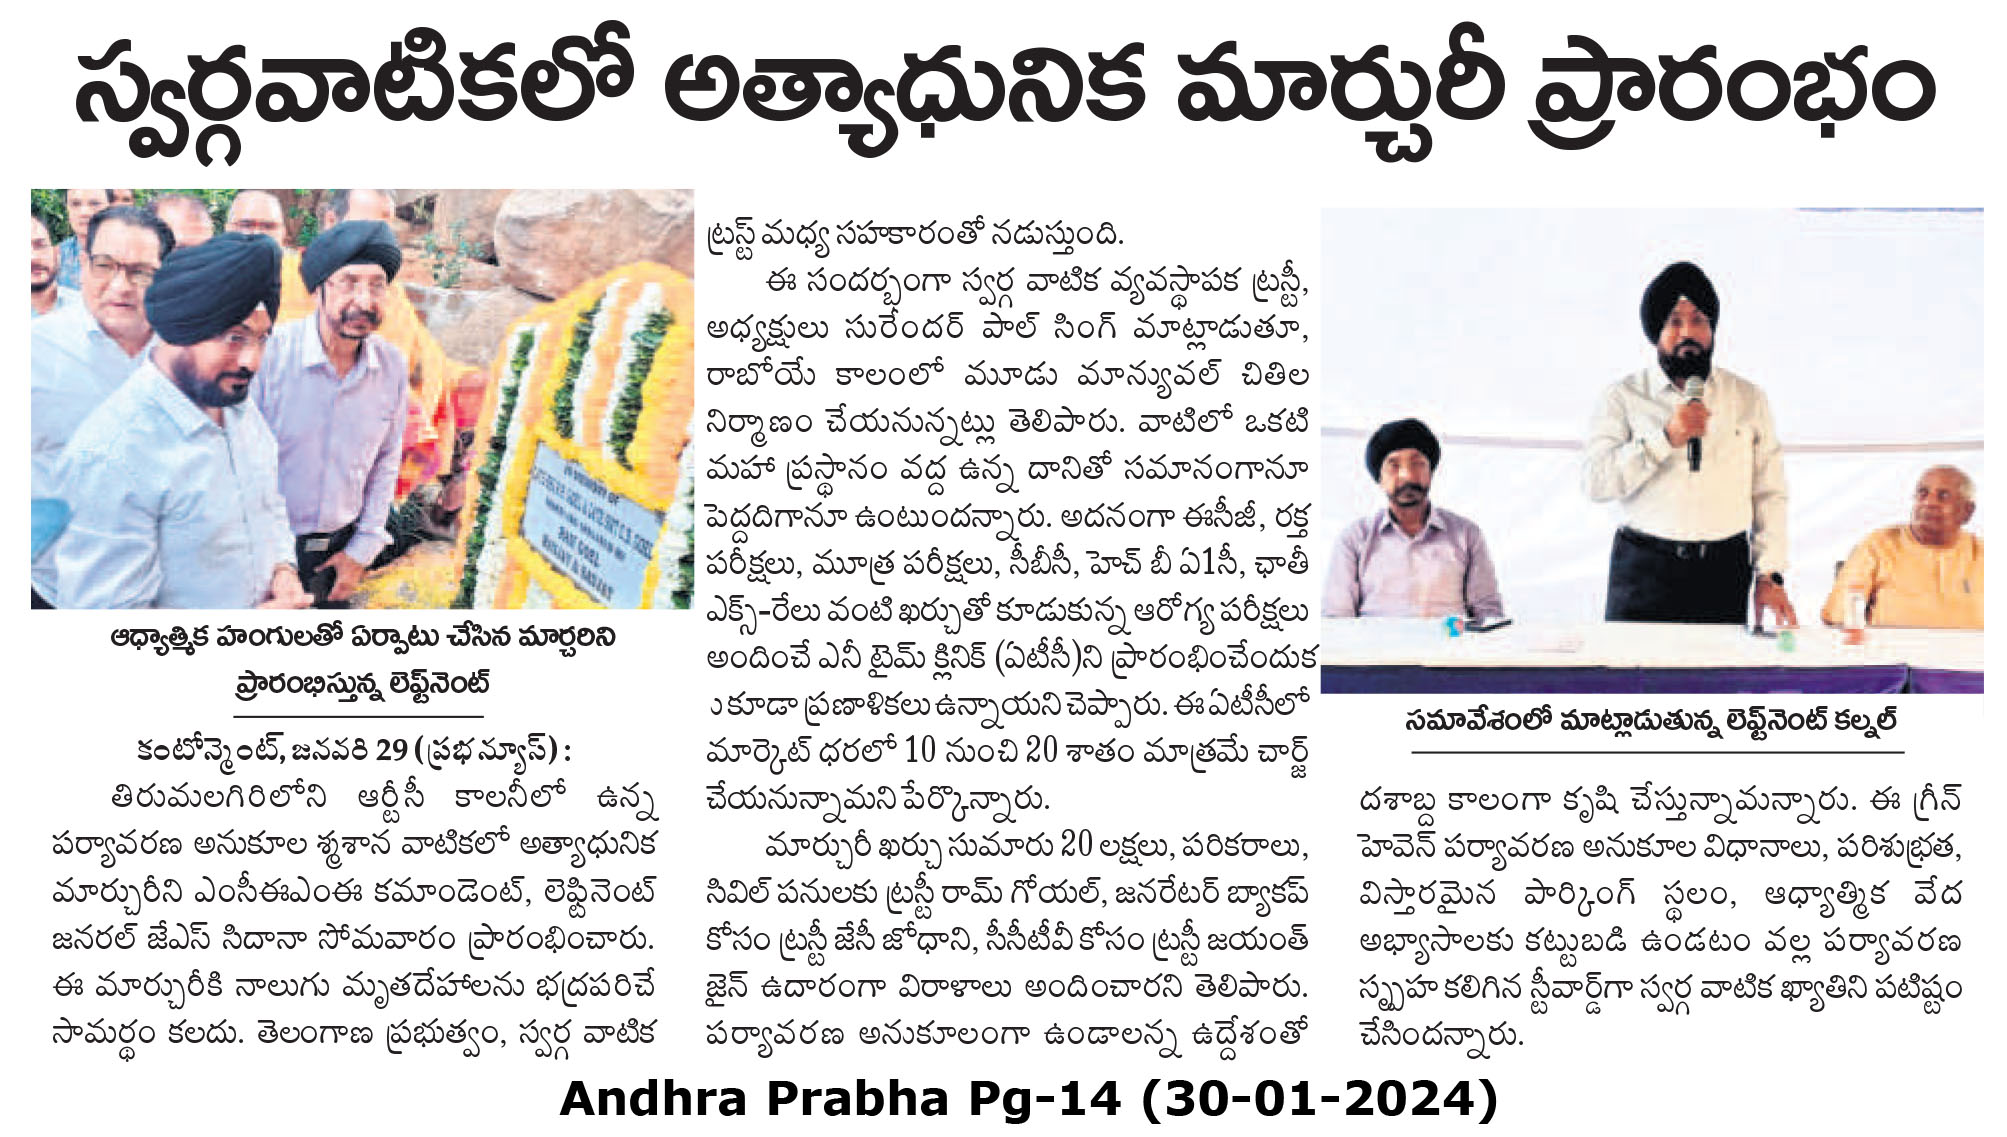 స్వర్గవాటికలో అత్యాధునిక మార్చురీ ప్రారంభం
ఆధ్యాత్మిక హంగులతో ఏర్పాటు చేసిన మార్చరిని
ప్రారంభిస్తున్న లెఫ్ట్‌నెంట్
కంటోన్మెంట్, జనవరి 29 (ప్రభ న్యూస్) :
తిరుమలగిరిలోని ఆర్టీసీ కాలనీలో ఉన్న
పర్యావరణ అనుకూల శ్మశాన వాటికలో అత్యాధునిక
మార్చురీని ఎంసీఈఎంఈ కమాండెంట్, లెఫ్టినెంట్
జనరల్ జేఎస్ సిదానా సోమవారం ప్రారంభించారు.
ఈ మార్చురీకి నాలుగు మృతదేహాలను భద్రపరిచే
సామర్థం కలదు. తెలంగాణ ప్రభుత్వం, స్వర్గ వాటిక
ట్రస్ట్ మధ్య సహకారంతో నడుస్తుంది.
ఈ సందర్భంగా స్వర్గ వాటిక వ్యవస్థాపక ట్రస్టీ,
అధ్యక్షులు సురేందర్ పాల్ సింగ్ మాట్లాడుతూ,
రాబోయే కాలంలో మూడు మాన్యువల్ చితిల
నిర్మాణం చేయనున్నట్లు తెలిపారు. వాటిలో ఒకటి
మహా ప్రస్థానం వద్ద ఉన్న దానితో సమానంగానూ
పెద్దదిగానూ ఉంటుందన్నారు. అదనంగా ఈసీజీ, రక్త
పరీక్షలు, మూత్ర పరీక్షలు, సీబీసీ, హెచ్ బీ ఏ1సీ, ఛాతీ
ఎక్స్-రేలు వంటి ఖర్చుతో కూడుకున్న ఆరోగ్య పరీక్షలు
అందించే ఎనీ టైమ్ క్లినిక్ (ఏటీసీ)ని ప్రారంభించేందుక
ు కూడా ప్రణాళికలు ఉన్నాయని చెప్పారు. ఈ ఏటీసీలో
మార్కెట్ ధరలో 10 నుంచి 20 శాతం మాత్రమే చార్జ్
చేయనున్నామని పేర్కొన్నారు.
మార్చురీ ఖర్చు సుమారు 20 లక్షలు, పరికరాలు,
సివిల్ పనులకు ట్రస్టీ రామ్ గోయల్, జనరేటర్ బ్యాకప్
కోసం ట్రస్టీ జేసీ జోధాని, సీసీటీవీ కోసం ట్రస్టీ జయంత్
జైన్ ఉదారంగా విరాళాలు అందించారని తెలిపారు.
పర్యావరణ అనుకూలంగా ఉండాలన్న ఉద్దేశంతో
సమావేశంలో మాట్లాడుతున్న లెఫ్ట్‌నెంట్ కల్నల్
దశాబ్ద కాలంగా కృషి చేస్తున్నామన్నారు. ఈ గ్రీన్
హెవెన్ పర్యావరణ అనుకూల విధానాలు, పరిశుభ్రత,
విస్తారమైన పార్కింగ్ స్థలం, ఆధ్యాత్మిక వేద
అభ్యాసాలకు కట్టుబడి ఉండటం వల్ల పర్యావరణ
స్పృహ కలిగిన స్టీవార్డ్‌గా స్వర్గ వాటిక ఖ్యాతిని పటిష్టం
చేసిందన్నారు.
Andhra Prabha Pg-14 (30-01-2024)